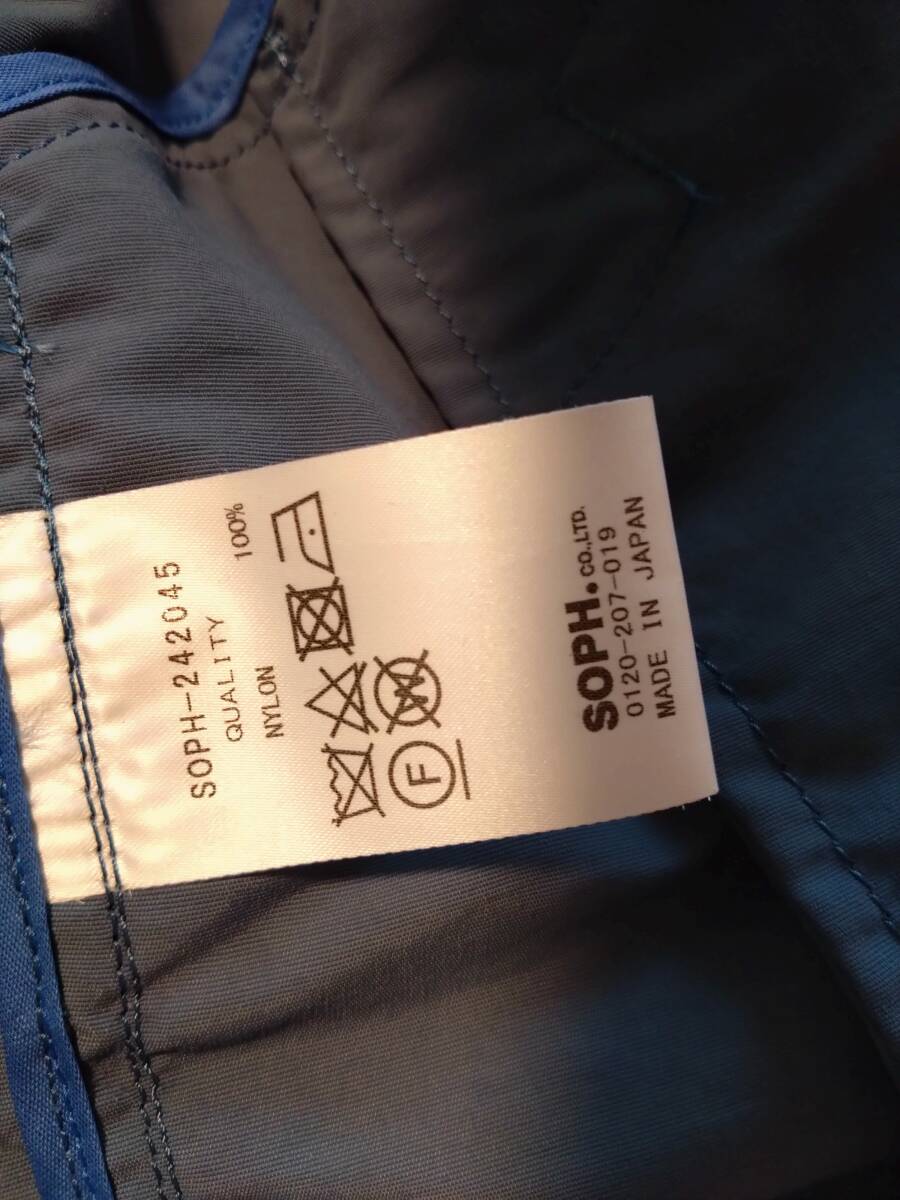 SOPH-242045
QUALITY
NYLON 100%
F W
SOPH. CO.,LTD.
0120-207-019
MADE IN JAPAN